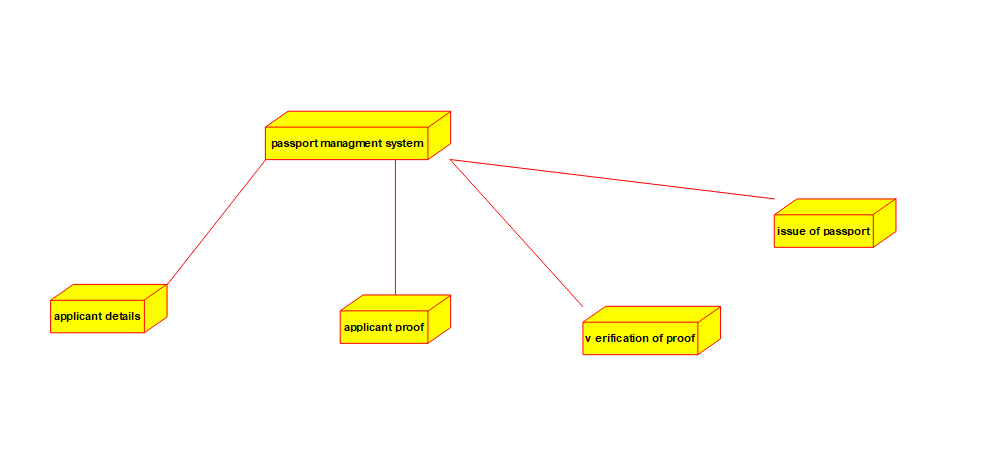 passport managment system
issue of passport
applicant details
applicant proof
v erification of proof